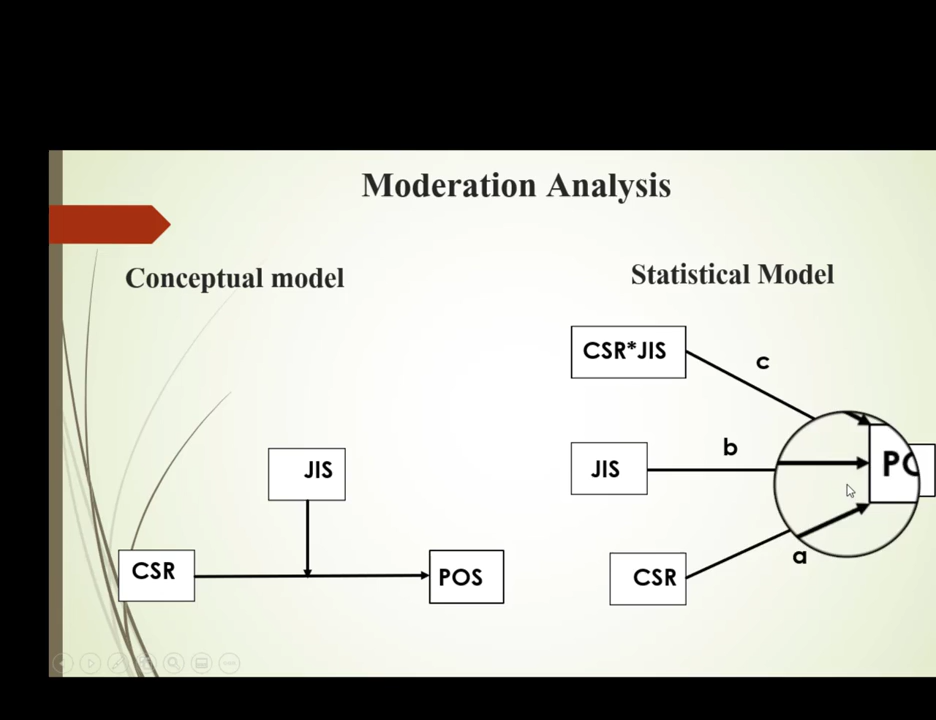 Moderation Analysis
Conceptual model
Statistical Model
CSR*JIS
c
JIS
b
JIS
CSR
POS
CSR
a